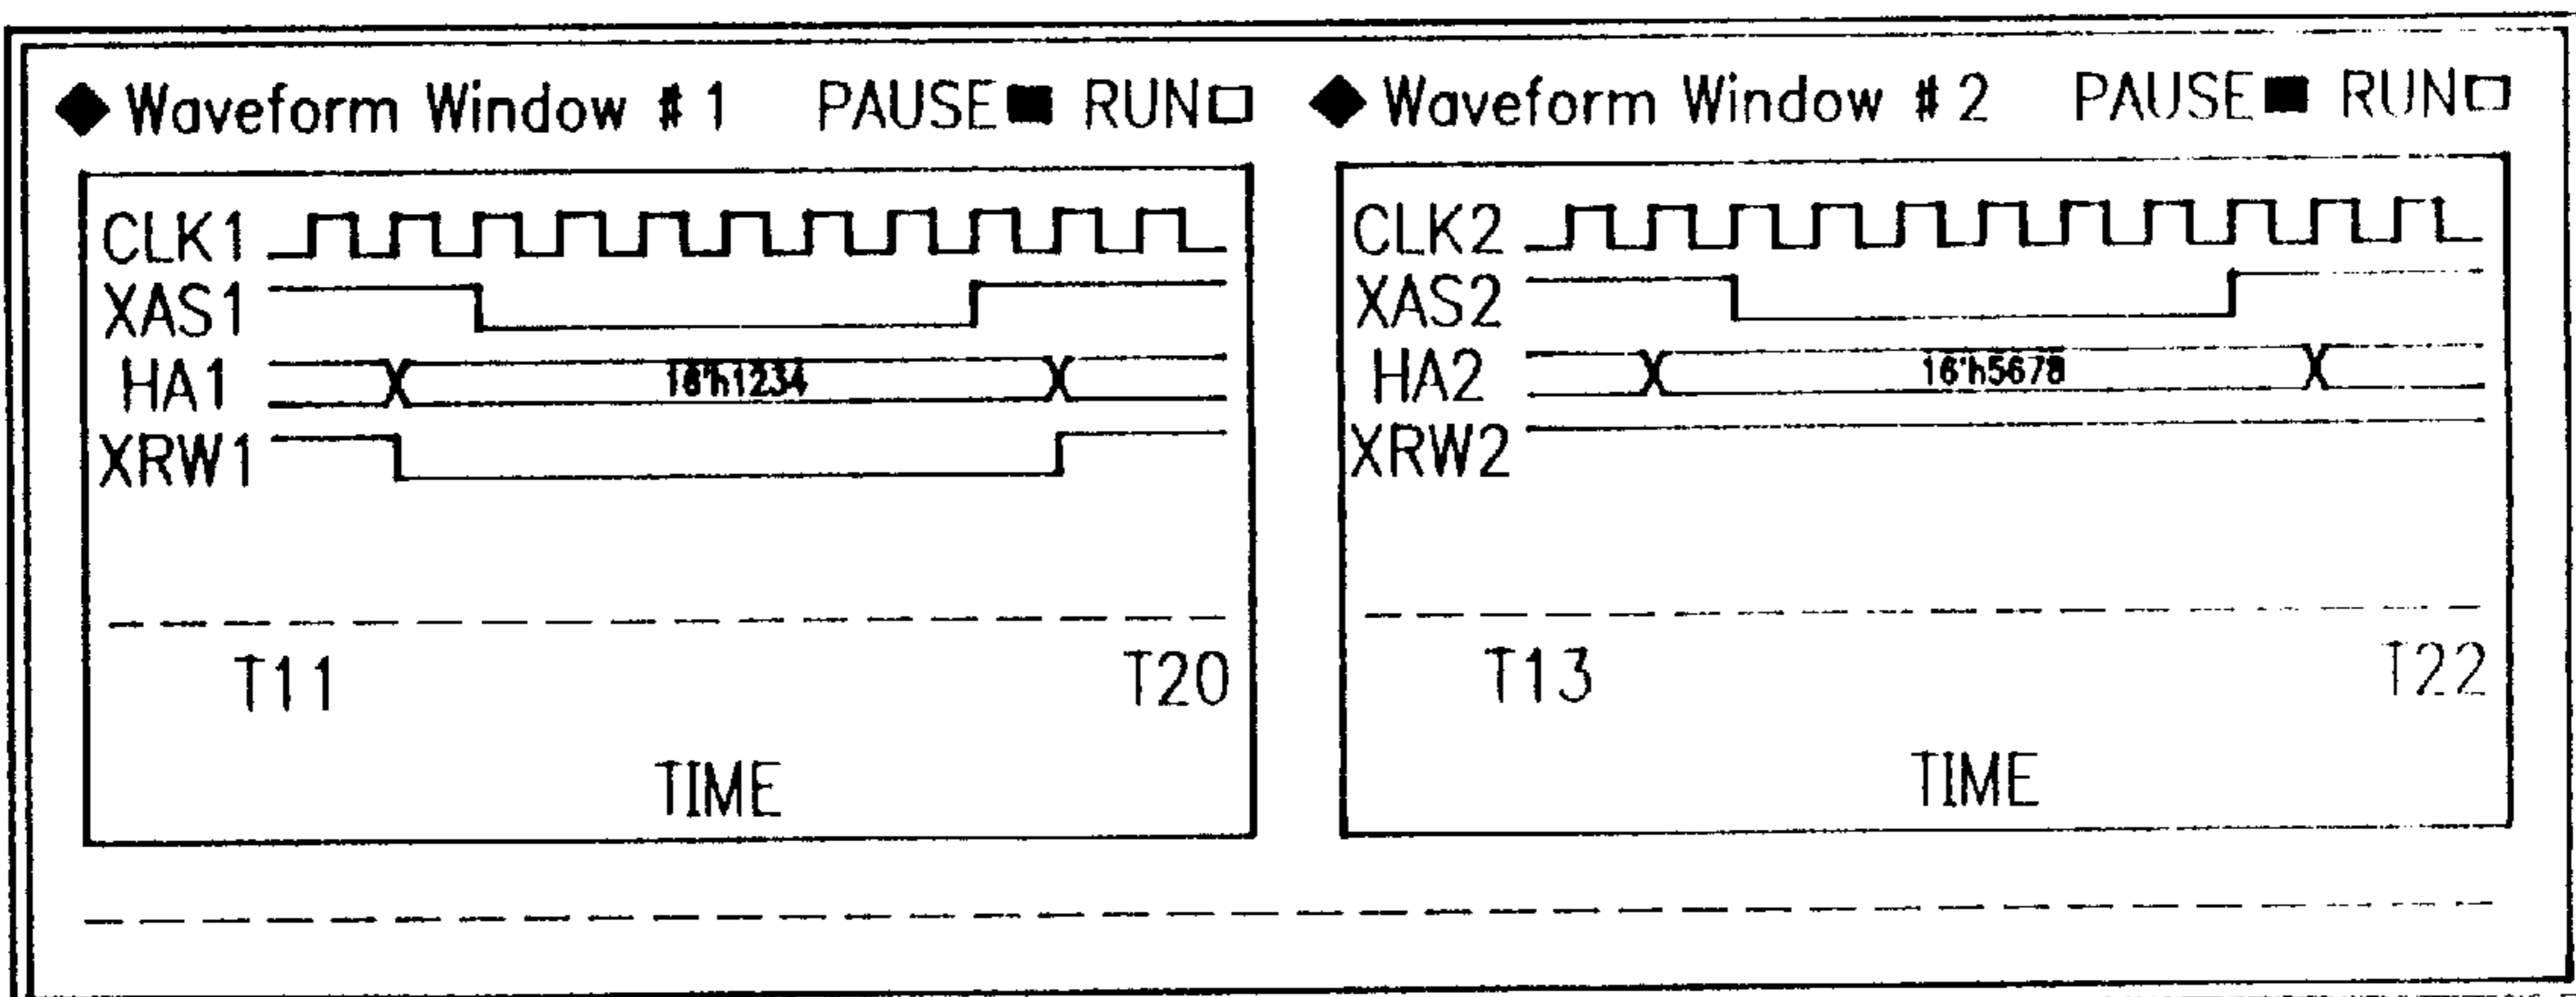 Waveform Window # 1 PAUSE RUN
CLK1
XAS1
HA1 16'h1234
XRW1
T11 T20
TIME
Waveform Window # 2 PAUSE RUN
CLK2
XAS2
HA2 16'h5678
XRW2
T13 T22
TIME